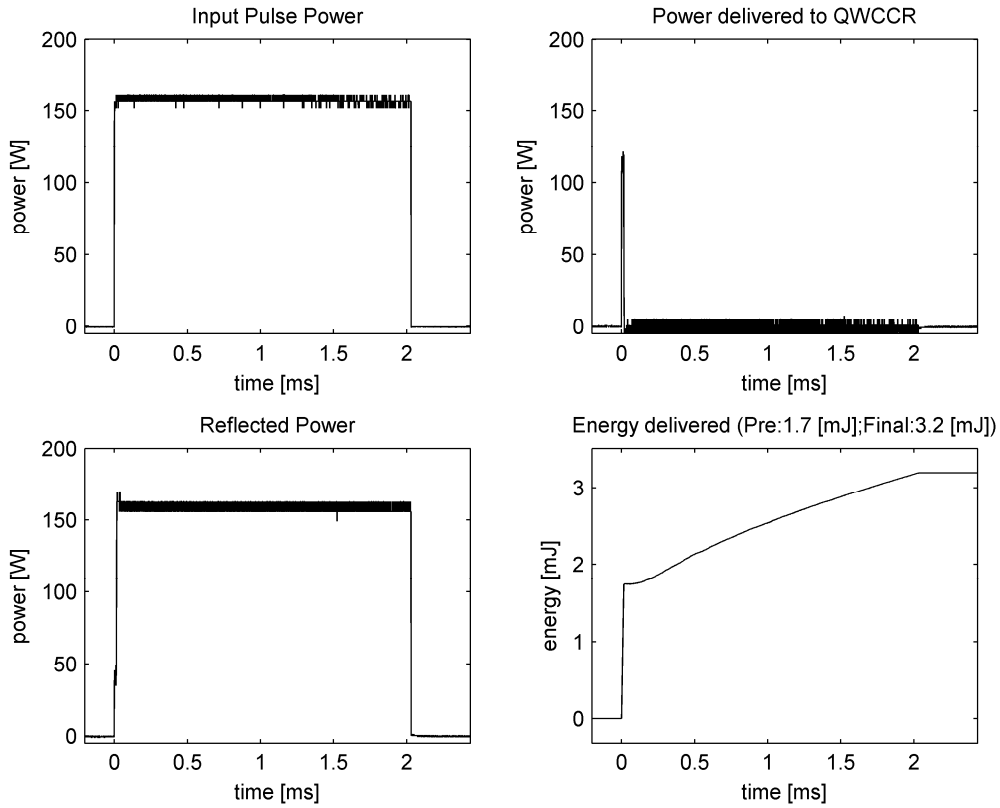 Input Pulse Power
200
150
100
50
0
power [W]
0 0.5 1 1.5 2
time [ms]
Power delivered to QWCCR
200
150
100
50
0
power [W]
0 0.5 1 1.5 2
time [ms]
Reflected Power
200
150
100
50
0
power [W]
0 0.5 1 1.5 2
time [ms]
Energy delivered (Pre:1.7 [mJ];Final:3.2 [mJ])
3
2
1
0
energy [mJ]
0 0.5 1 1.5 2
time [ms]